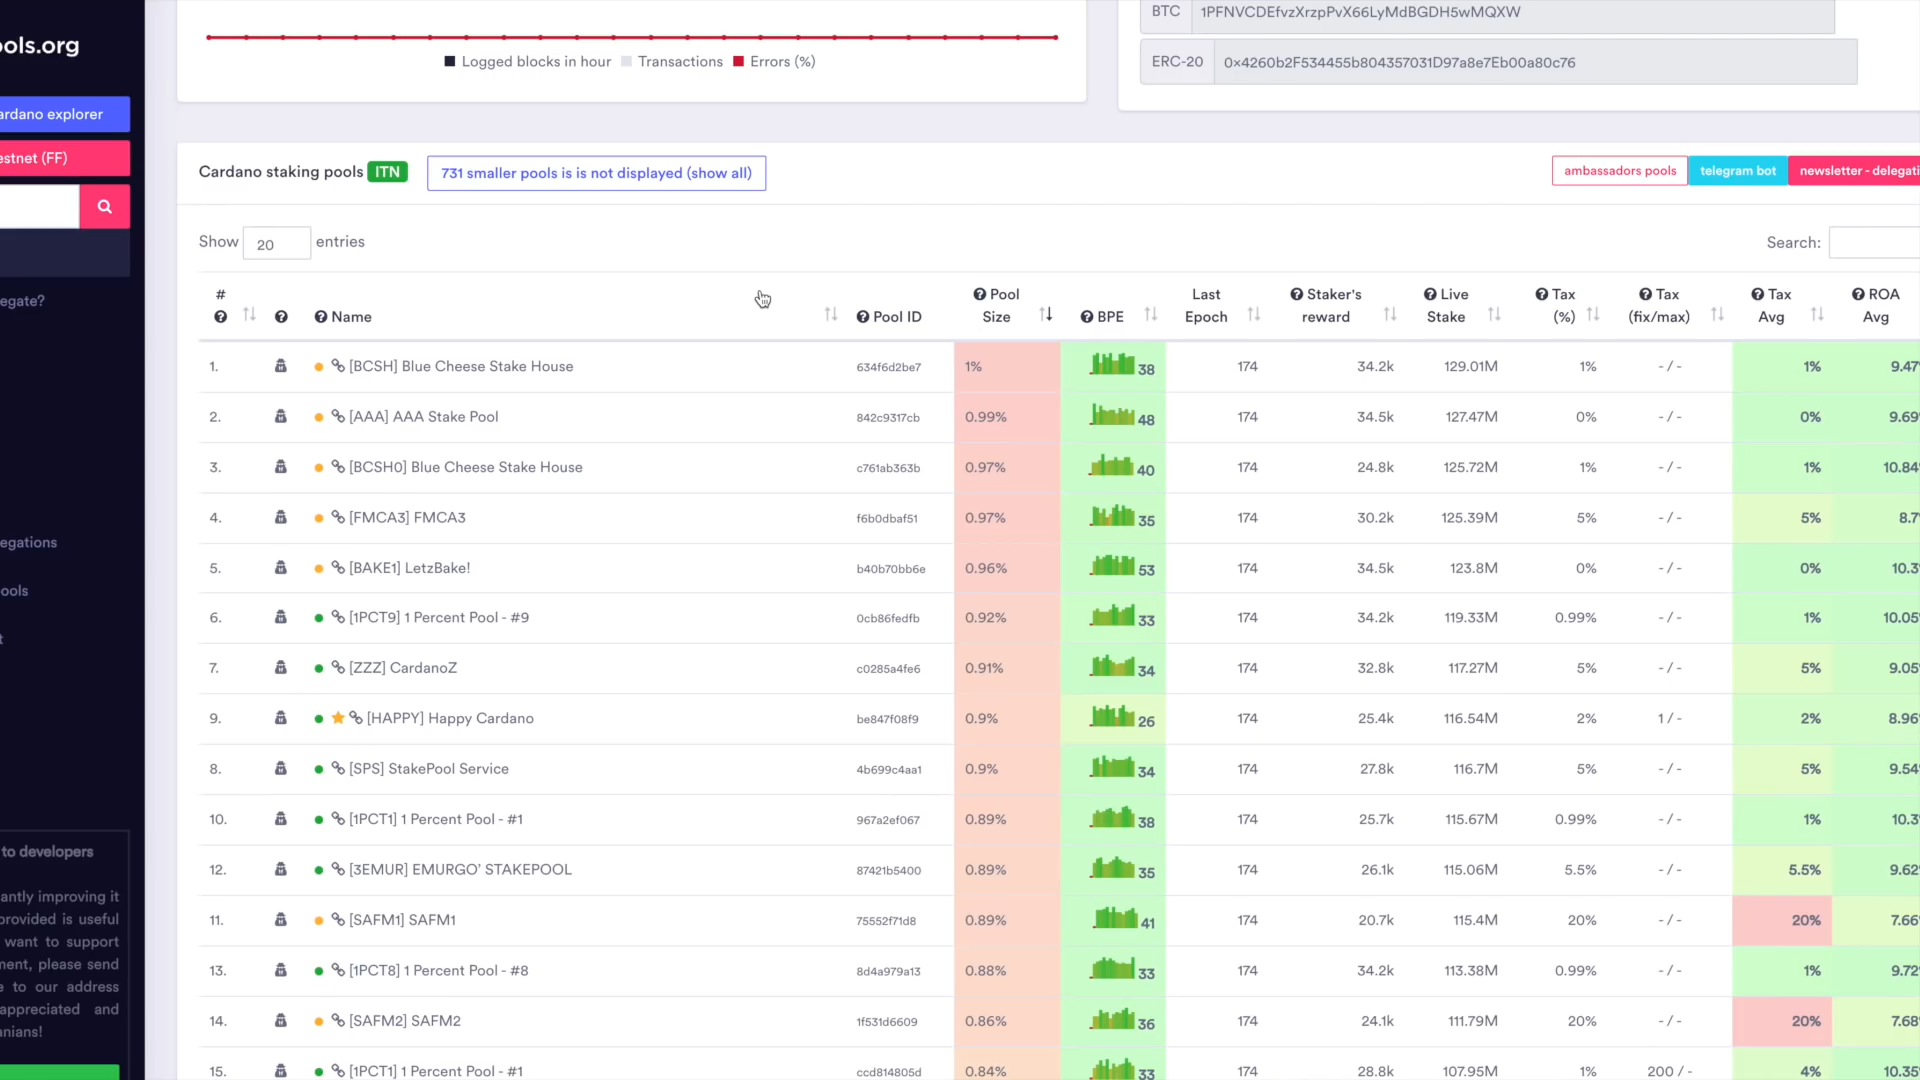 ols.org
ardano explorer
estnet (FF)
egate?
egations
ools
t
to developers
antly improving it
provided is useful
want to support
ment, please send
e to our address
appreciated and
nians!
Logged blocks in hour Transactions Errors (%)
BTC 1PFNVCDEfvzXrzpPvX66LyMdBGDH5wMQXW
ERC-20 0x4260b2F534455b804357031D97a8e7Eb00a80c76
Cardano staking pools ITN 731 smaller pools is is not displayed (show all) ambassadors pools telegram bot newsletter - delegati
Show 20 entries Search:
# Name Pool ID Pool Size BPE Last Epoch Staker's reward Live Stake Tax (%) Tax (fix/max) Tax Avg ROA Avg
1. [BCSH] Blue Cheese Stake House 634f6d2be7 1% 38 174 34.2k 129.01M 1% - / - 1% 9.47%
2. [AAA] AAA Stake Pool 842c9317cb 0.99% 48 174 34.5k 127.47M 0% - / - 0% 9.69%
3. [BCSH0] Blue Cheese Stake House c761ab363b 0.97% 40 174 24.8k 125.72M 1% - / - 1% 10.84%
4. [FMCA3] FMCA3 f6b0dbaf51 0.97% 35 174 30.2k 125.39M 5% - / - 5% 8.7%
5. [BAKE1] LetzBake! b40b70bb6e 0.96% 53 174 34.5k 123.8M 0% - / - 0% 10.3%
6. [1PCT9] 1 Percent Pool - #9 0cb86fedfb 0.92% 33 174 34.2k 119.33M 0.99% - / - 1% 10.05%
7. [ZZZ] CardanoZ c0285a4fe6 0.91% 34 174 32.8k 117.27M 5% - / - 5% 9.05%
9. [HAPPY] Happy Cardano be847f08f9 0.9% 26 174 25.4k 116.54M 2% 1 / - 2% 8.96%
8. [SPS] StakePool Service 4b699c4aa1 0.9% 34 174 27.8k 116.7M 5% - / - 5% 9.54%
10. [1PCT1] 1 Percent Pool - #1 967a2ef067 0.89% 38 174 25.7k 115.67M 0.99% - / - 1% 10.3%
12. [3EMUR] EMURGO’ STAKEPOOL 87421b5400 0.89% 35 174 26.1k 115.06M 5.5% - / - 5.5% 9.62%
11. [SAFM1] SAFM1 75552f71d8 0.89% 41 174 20.7k 115.4M 20% - / - 20% 7.66%
13. [1PCT8] 1 Percent Pool - #8 8d4a979a13 0.88% 33 174 34.2k 113.38M 0.99% - / - 1% 9.72%
14. [SAFM2] SAFM2 1f531d6609 0.86% 36 174 24.1k 111.79M 20% - / - 20% 7.68%
15. [1PCT1] 1 Percent Pool - #1 ccd814805d 0.84% 33 174 28.8k 107.95M 1% 200 / - 4% 10.35%